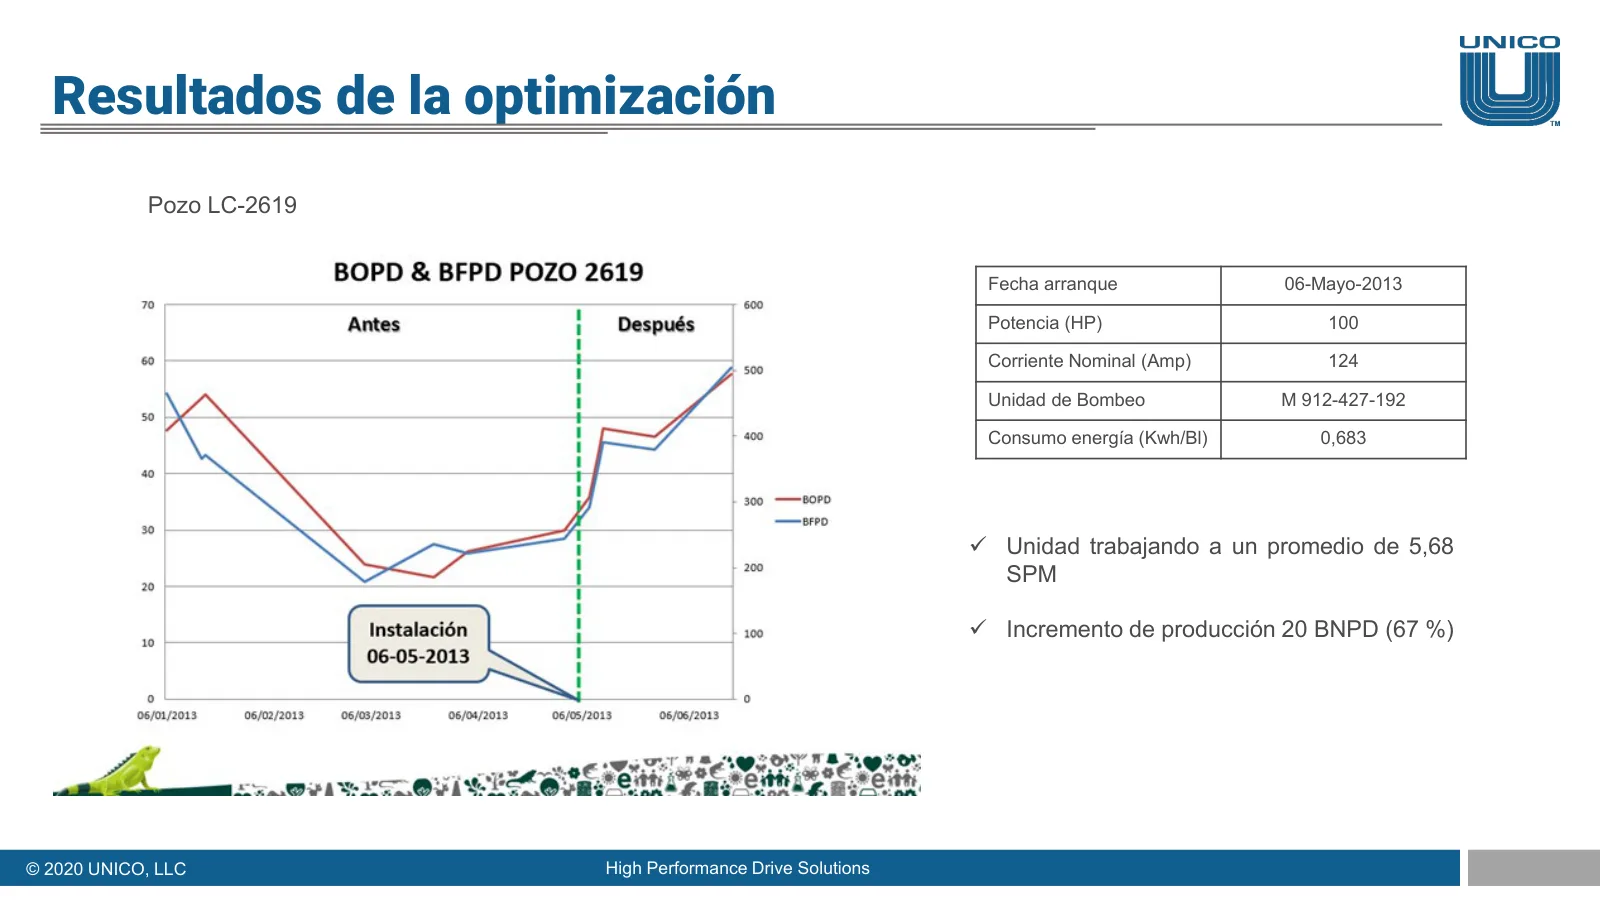 UNICO
TM
Resultados de la optimización
Pozo LC-2619
BOPD & BFPD POZO 2619
70
60
50
40
30
20
10
0
600
500
400
300
200
100
0
Antes
Después
Instalación
06-05-2013
BOPD
BFPD
06/01/2013
06/02/2013
06/03/2013
06/04/2013
06/05/2013
06/06/2013
Fecha arranque 06-Mayo-2013
Potencia (HP) 100
Corriente Nominal (Amp) 124
Unidad de Bombeo M 912-427-192
Consumo energía (Kwh/Bl) 0,683
✓ Unidad trabajando a un promedio de 5,68
SPM
✓ Incremento de producción 20 BNPD (67 %)
© 2020 UNICO, LLC
High Performance Drive Solutions